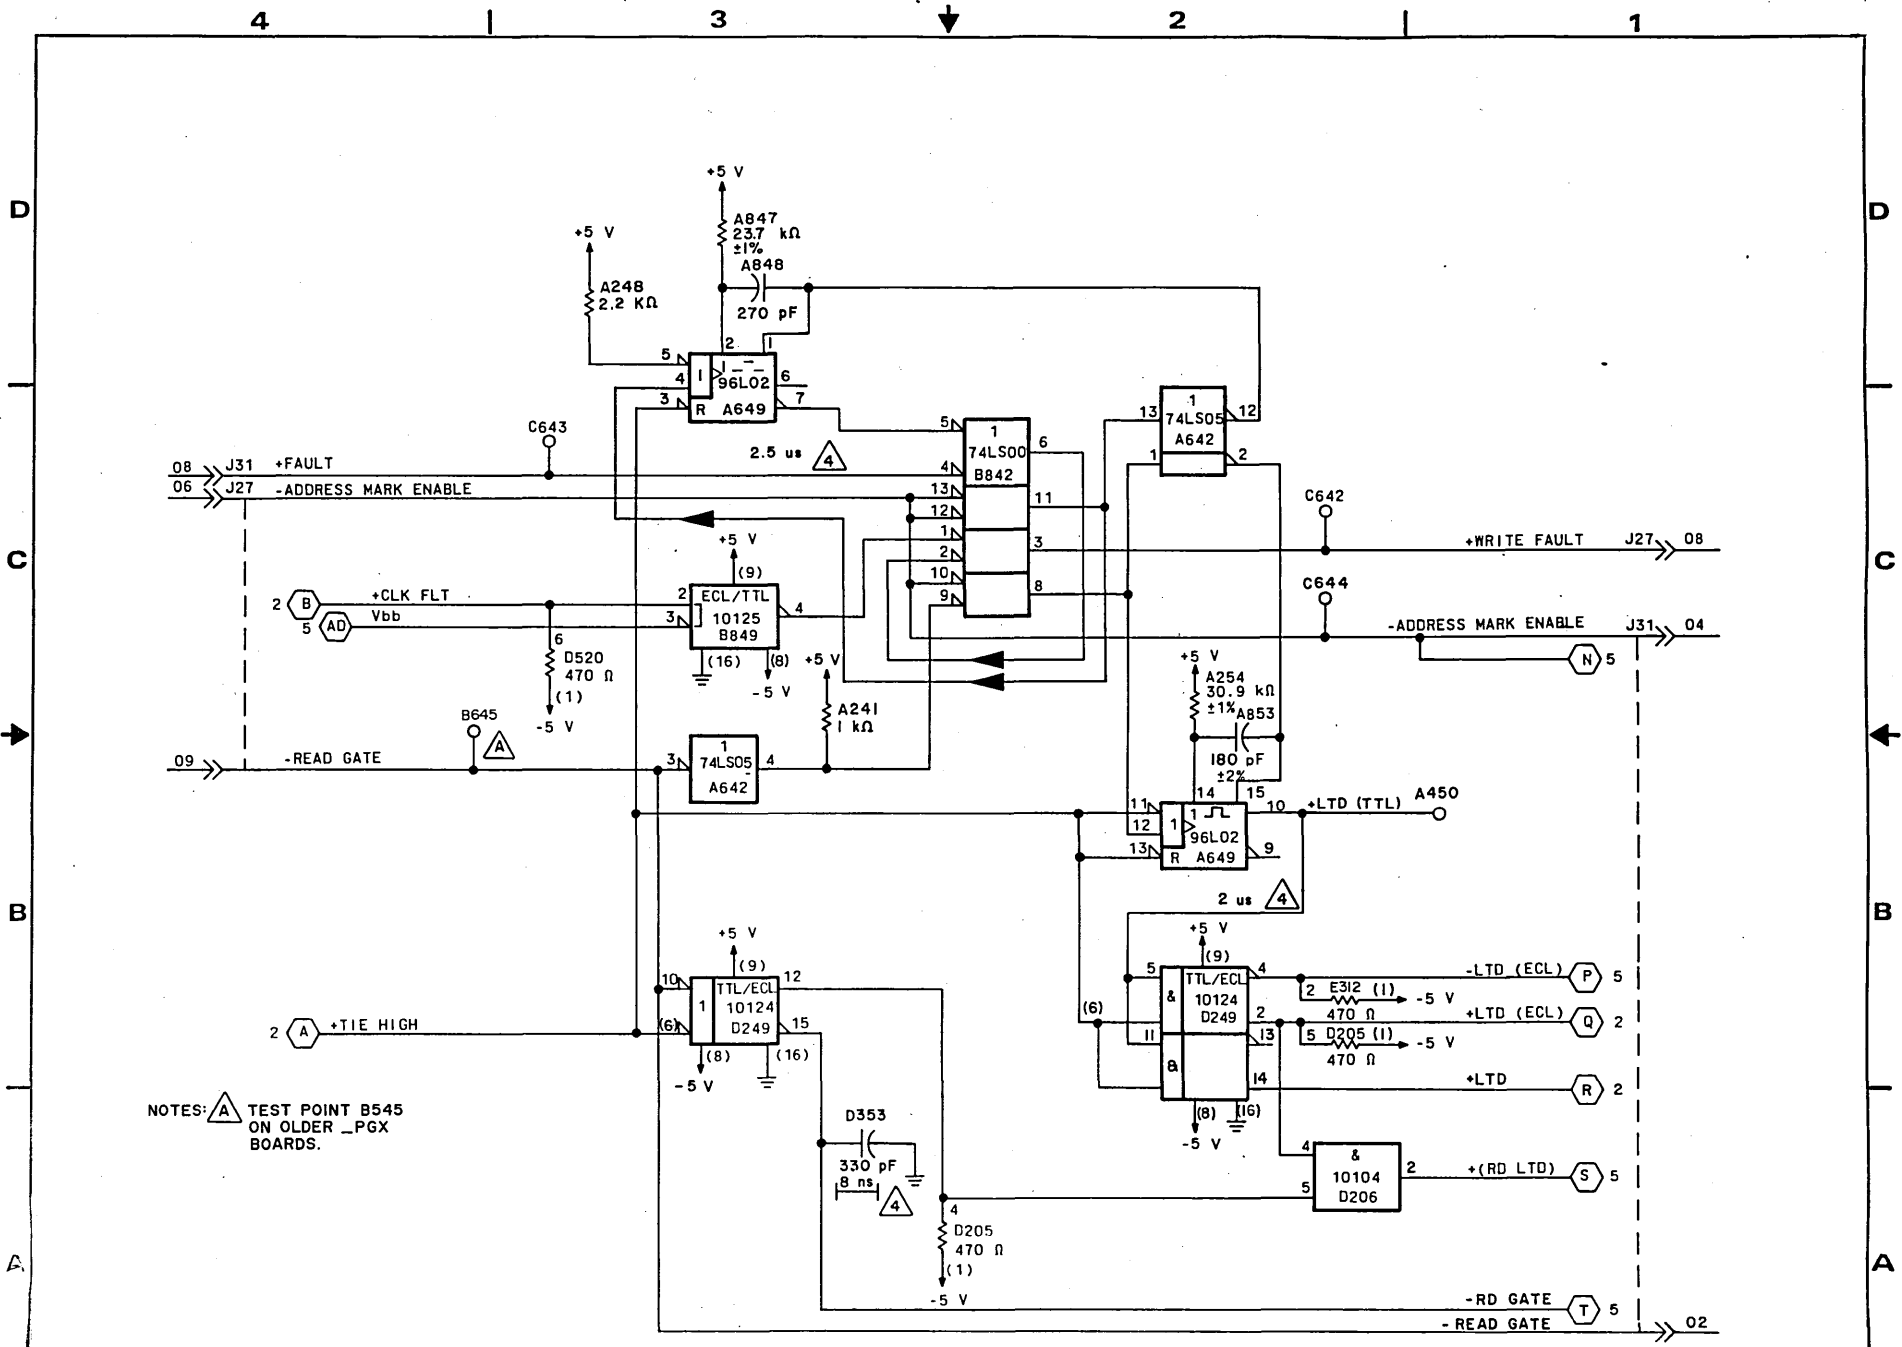 4 3 2 1
D D
+5 V
A847
23.7 kΩ
±1%
+5 V
A848
A248
2.2 KΩ
270 pF
2 1
5
4
1 1
96L02
6
3 R A649 7
1
13 74LS05 12
A642
1 2
C643
2.5 us 4
5 1 6
74LS00
4 B842
08 J31 +FAULT
06 J27 -ADDRESS MARK ENABLE
13 11
12
1 3
2
10 8
9
C642
+WRITE FAULT J27 08
C C
+5 V
(9)
2 B +CLK FLT 2 ECL/TTL 4
5 AD Vbb 3 10125
B849
(16) (8)
-5 V
6
D520
470 Ω
(1)
-5 V
C644
-ADDRESS MARK ENABLE J31 04
N 5
+5 V
A241
1 kΩ
+5 V
A254
30.9 kΩ
±1% A853
180 pF
±2%
B645
A
09 -READ GATE
3 1 4
74LS05
A642
14 15
11 1 10 +LTD (TTL) A450
12 1 96L02
13 R A649 9
2 us 4
B B
+5 V
(9)
10 TTL/ECL 12
1 10124
(6) D249 15
(8) (16)
-5 V
2 A +TIE HIGH
+5 V
(9)
5 TTL/ECL 4 -LTD (ECL) P 5
& 10124 2 E312 (1) -5 V
470 Ω
(6) D249 2 +LTD (ECL) Q 2
11 13 5 D205 (1) -5 V
470 Ω
&
14 +LTD R 2
(8) (16)
-5 V
NOTES: A TEST POINT B545
ON OLDER _PGX
BOARDS.
D353
330 pF
8 ns
4
4 & 2 +(RD LTD) S 5
10104
5 D206
4
D205
470 Ω
(1)
-5 V
A A
-RD GATE T 5
-READ GATE 02